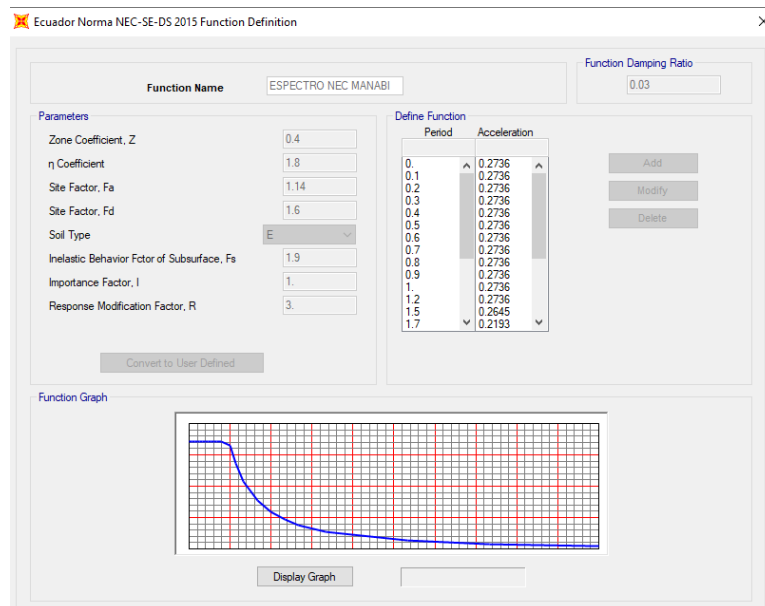 Ecuador Norma NEC-SE-DS 2015 Function Definition
Function Damping Ratio
Function Name
ESPECTRO NEC MANABI
0.03
Parameters
Zone Coefficient, Z 0.4
η Coefficient 1.8
Site Factor, Fa 1.14
Site Factor, Fd 1.6
Soil Type E
Inelastic Behavior Fctor of Subsurface, Fs 1.9
Importance Factor, I 1.
Response Modification Factor, R 3.
Convert to User Defined
Define Function
Period Acceleration
0. 0.2736
0.1 0.2736
0.2 0.2736
0.3 0.2736
0.4 0.2736
0.5 0.2736
0.6 0.2736
0.7 0.2736
0.8 0.2736
0.9 0.2736
1. 0.2736
1.2 0.2736
1.5 0.2645
1.7 0.2193
Add
Modify
Delete
Function Graph
Display Graph